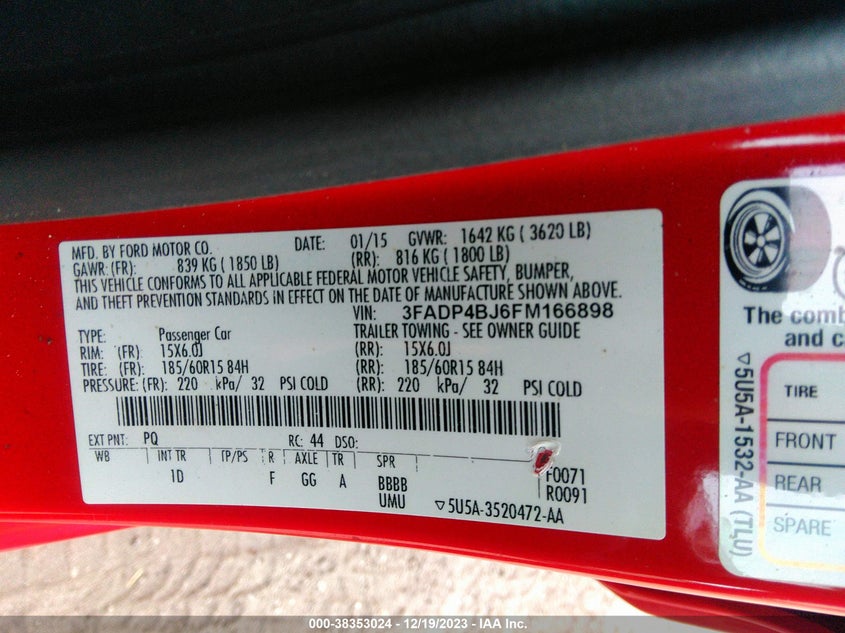 MFD. BY FORD MOTOR CO. DATE: 01/15 GVWR: 1642 KG ( 3620 LB)
GAWR: (FR): 839 KG ( 1850 LB) (RR): 816 KG ( 1800 LB)
THIS VEHICLE CONFORMS TO ALL APPLICABLE FEDERAL MOTOR VEHICLE SAFETY, BUMPER,
AND THEFT PREVENTION STANDARDS IN EFFECT ON THE DATE OF MANUFACTURE SHOWN ABOVE.
VIN: 3FADP4BJ6FM166898
TYPE: Passenger Car TRAILER TOWING - SEE OWNER GUIDE
RIM: (FR) 15X6.0J (RR): 15X6.0J
TIRE: (FR) 185/60R15 84H (RR): 185/60R15 84H
PRESSURE: (FR): 220 kPa/ 32 PSI COLD (RR): 220 kPa/ 32 PSI COLD
EXT PNT: PQ RC: 44 DSO:
WB INT TR TP/PS R AXLE TR SPR
1D F GG A BBBB F0071
UMU R0091
▽5U5A-3520472-AA
The comb
and c
TIRE
FRONT
REAR
SPARE
▽5U5A-1532-AA (TLU)
000-38353024 - 12/19/2023 - IAA Inc.